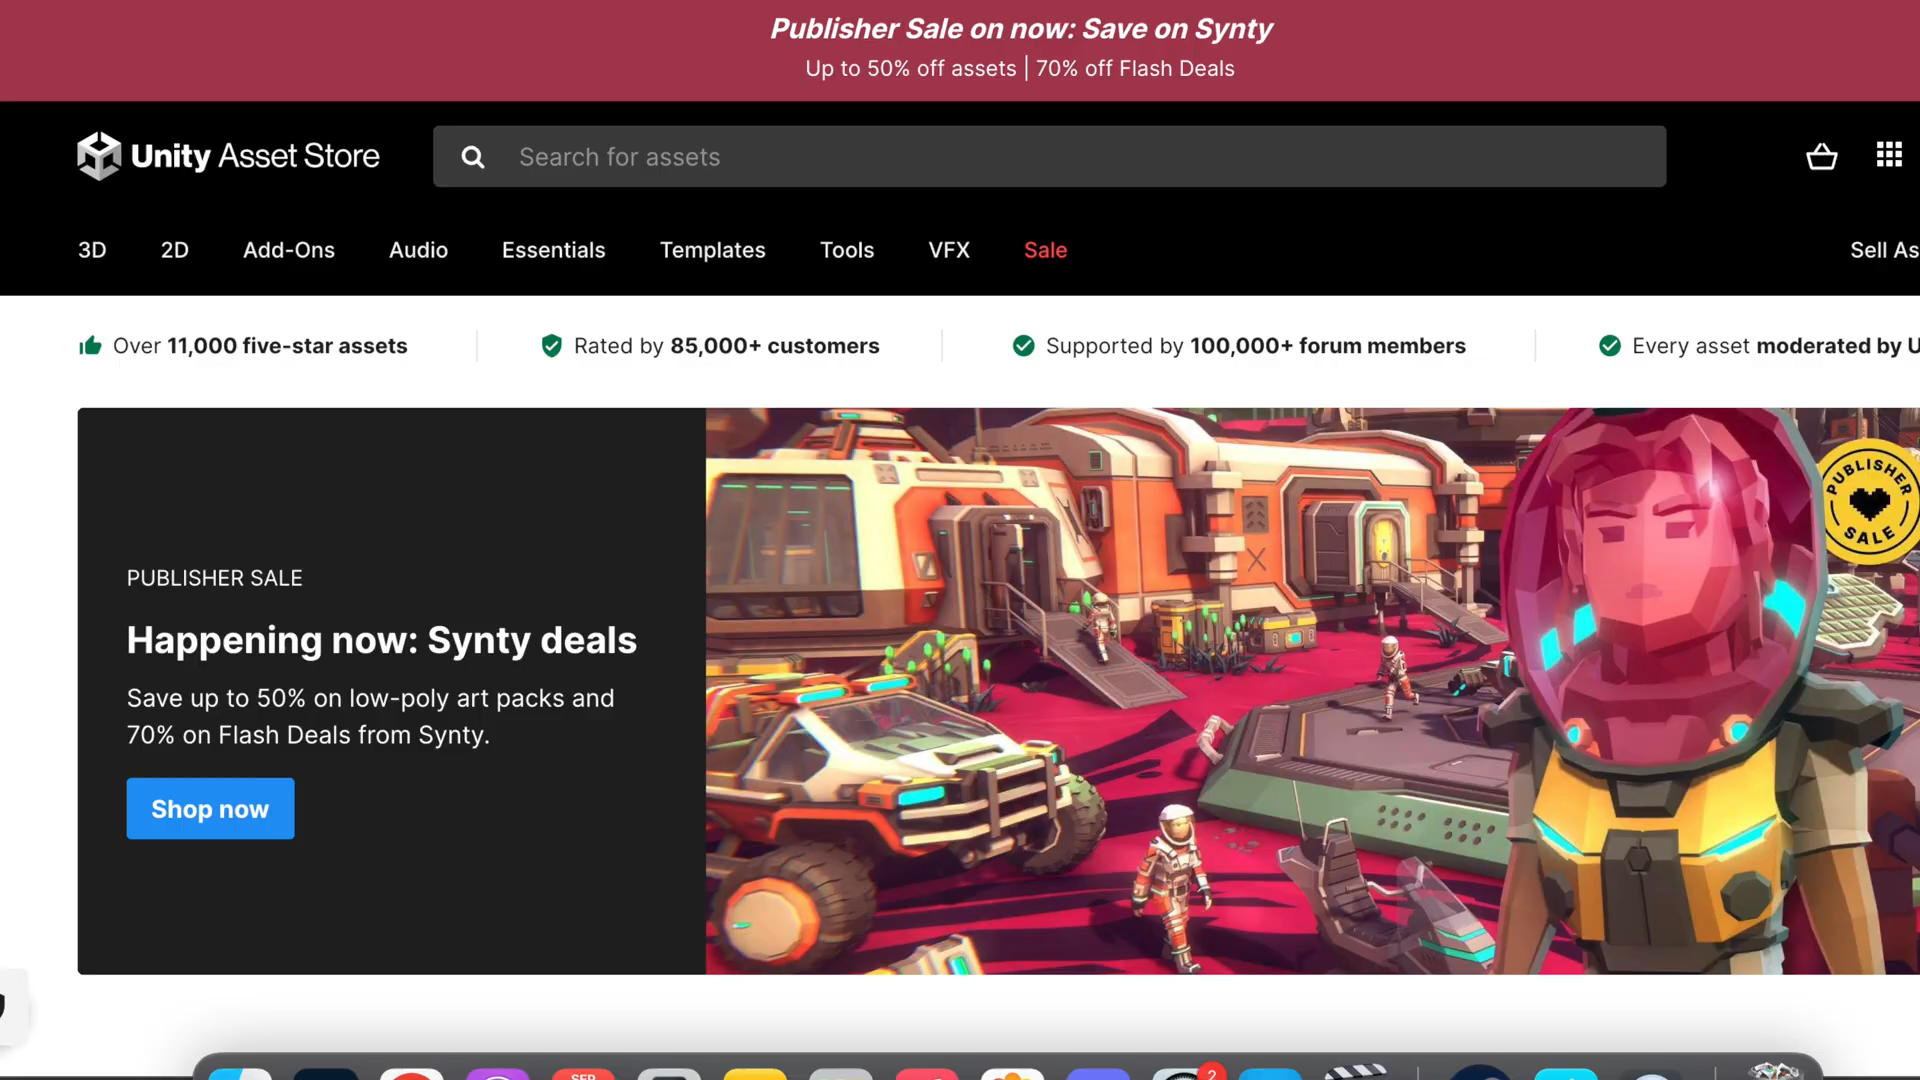 Publisher Sale on now: Save on Synty
Up to 50% off assets | 70% off Flash Deals
Unity Asset Store
Search for assets
3D 2D Add-Ons Audio Essentials Templates Tools VFX Sale Sell As
Over 11,000 five-star assets
Rated by 85,000+ customers
Supported by 100,000+ forum members
Every asset moderated by U
PUBLISHER SALE
Happening now: Synty deals
Save up to 50% on low-poly art packs and
70% on Flash Deals from Synty.
Shop now
PUBLISHER
SALE
SEP
2